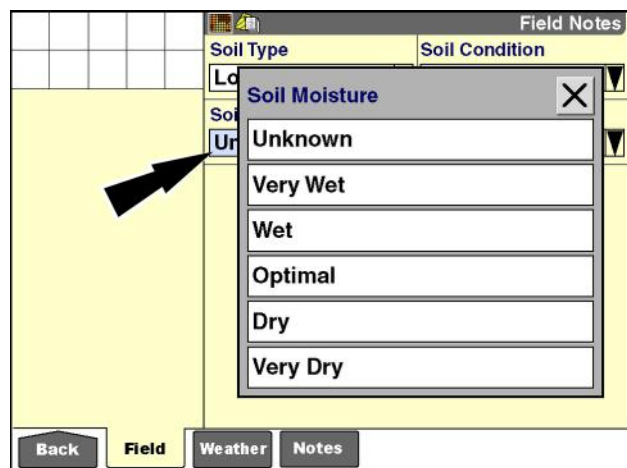 Field Notes
Soil Type Soil Condition
Lo
Soil Moisture
Soi
Unknown
Un
Very Wet
Wet
Optimal
Dry
Very Dry
Back Field Weather Notes